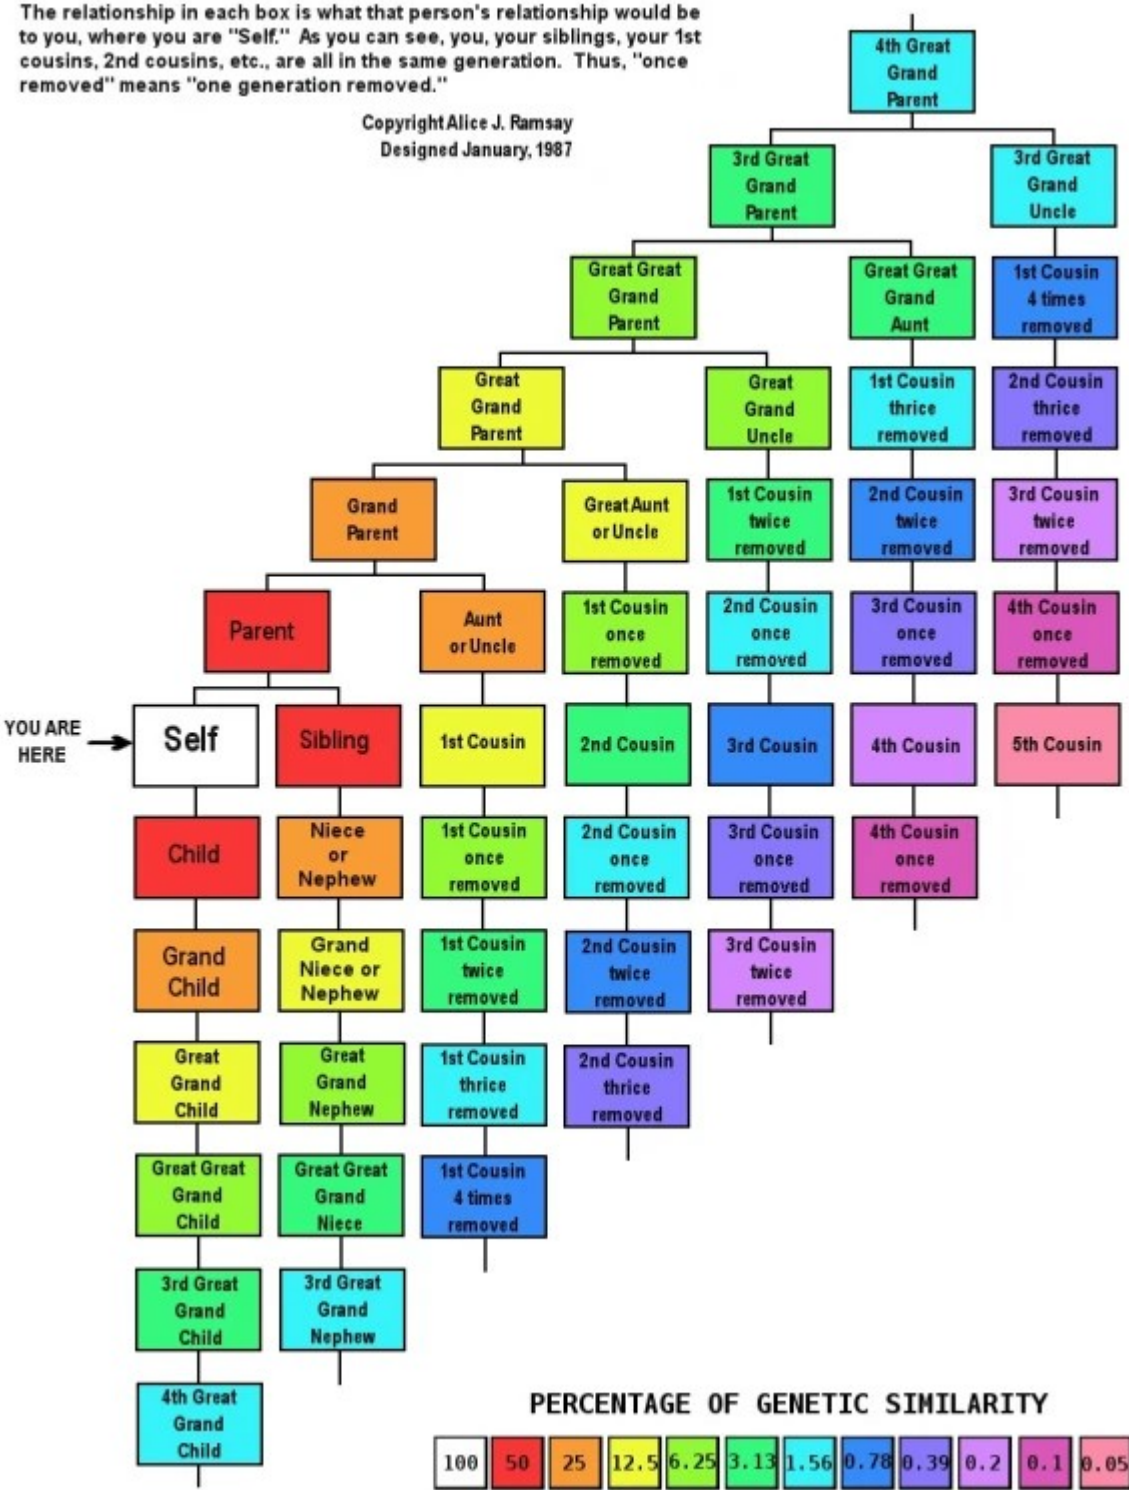 The relationship in each box is what that person's relationship would be
to you, where you are "Self." As you can see, you, your siblings, your 1st
cousins, 2nd cousins, etc., are all in the same generation. Thus, "once
removed" means "one generation removed."
Copyright Alice J. Ramsay
Designed January, 1987
4th Great
Grand
Parent
3rd Great
Grand
Parent
3rd Great
Grand
Uncle
Great Great
Grand
Parent
Great Great
Grand
Aunt
1st Cousin
4 times
removed
Great
Grand
Parent
Great
Grand
Uncle
1st Cousin
thrice
removed
2nd Cousin
thrice
removed
Grand
Parent
Great Aunt
or Uncle
1st Cousin
twice
removed
2nd Cousin
twice
removed
3rd Cousin
twice
removed
Parent
Aunt
or Uncle
1st Cousin
once
removed
2nd Cousin
once
removed
3rd Cousin
once
removed
4th Cousin
once
removed
YOU ARE
HERE
Self
Sibling
1st Cousin
2nd Cousin
3rd Cousin
4th Cousin
5th Cousin
Child
Niece
or
Nephew
1st Cousin
once
removed
2nd Cousin
once
removed
3rd Cousin
once
removed
4th Cousin
once
removed
Grand
Child
Grand
Niece or
Nephew
1st Cousin
twice
removed
2nd Cousin
twice
removed
3rd Cousin
twice
removed
Great
Grand
Child
Great
Grand
Nephew
1st Cousin
thrice
removed
2nd Cousin
thrice
removed
Great Great
Grand
Child
Great Great
Grand
Niece
1st Cousin
4 times
removed
3rd Great
Grand
Child
3rd Great
Grand
Nephew
4th Great
Grand
Child
PERCENTAGE OF GENETIC SIMILARITY
100 50 25 12.5 6.25 3.13 1.56 0.78 0.39 0.2 0.1 0.05